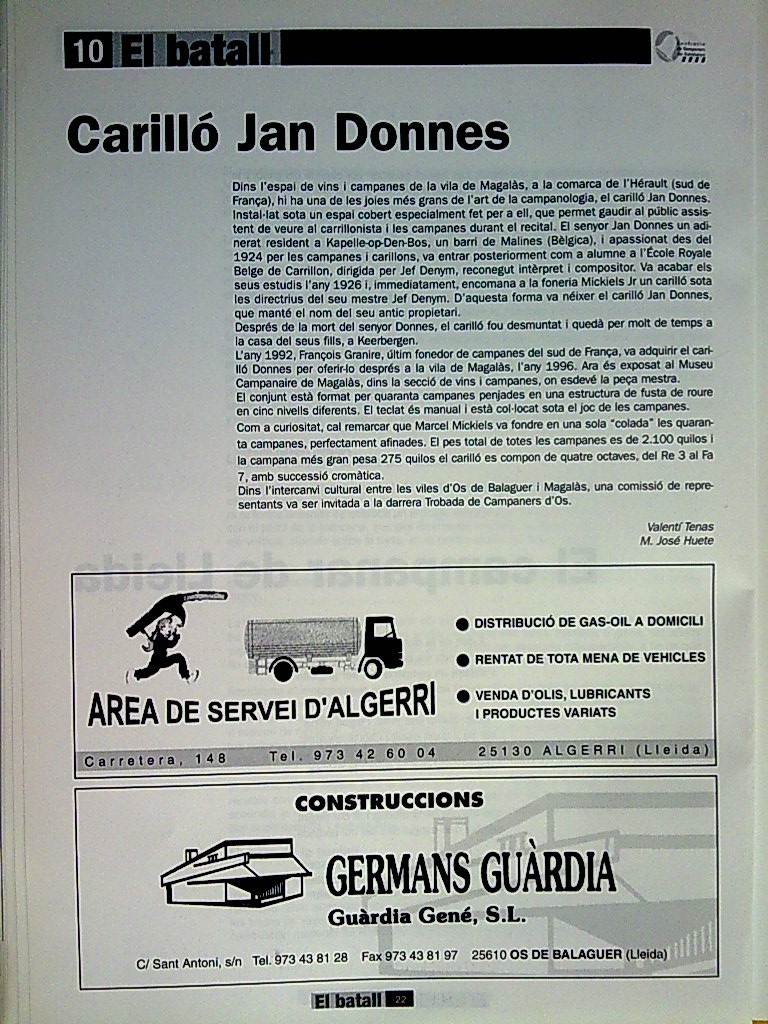 10 El batall
Carilló Jan Donnes
Dins l'espai de vins i campanes de la vila de Magalàs, a la comarca de l'Hérault (sud de
França), hi ha una de les joies més grans de l'art de la campanologia, el carilló Jan Donnes.
Instal·lat sota un espai cobert especialment fet per a ell, que permet gaudir al públic assis-
tent de veure al carrillonista i les campanes durant el recital. El senyor Jan Donnes un adi-
nerat resident a Kapelle-op-Den-Bos, un barri de Malines (Bèlgica), i apassionat des del
1924 per les campanes i carillons, va entrar posteriorment com a alumne a l'École Royale
Belge de Carrillon, dirigida per Jef Denym, reconegut intèrpret i compositor. Va acabar els
seus estudis l'any 1926 i, immediatament, encomana a la foneria Mickiels Jr un carilló sota
les directrius del seu mestre Jef Denym. D'aquesta forma va néixer el carilló Jan Donnes,
que manté el nom del seu antic propietari.
Després de la mort del senyor Donnes, el carilló fou desmuntat i quedà per molt de temps a
la casa del seus fills, a Keerbergen.
L'any 1992, François Granire, últim fonedor de campanes del sud de França, va adquirir el cari-
lló Donnes per oferir-lo després a la vila de Magalàs, l'any 1996. Ara és exposat al Museu
Campanaire de Magalàs, dins la secció de vins i campanes, on esdevé la peça mestra.
El conjunt està format per quaranta campanes penjades en una estructura de fusta de roure
en cinc nivells diferents. El teclat és manual i està col·locat sota el joc de les campanes.
Com a curiositat, cal remarcar que Marcel Mickiels va fondre en una sola "colada" les quaran-
ta campanes, perfectament afinades. El pes total de totes les campanes es de 2.100 quilos i
la campana més gran pesa 275 quilos el carilló es compon de quatre octaves, del Re 3 al Fa
7, amb successió cromàtica.
Dins l'intercanvi cultural entre les viles d'Os de Balaguer i Magalàs, una comissió de repre-
sentants va ser invitada a la darrera Trobada de Campaners d'Os.
Valentí Tenas
M. José Huete
AREA DE SERVEI D'ALGERRI
● DISTRIBUCIÓ DE GAS-OIL A DOMICILI
● RENTAT DE TOTA MENA DE VEHICLES
● VENDA D'OLIS, LUBRICANTS
I PRODUCTES VARIATS
Carretera, 148 Tel. 973 42 60 04 25130 ALGERRI (Lleida)
CONSTRUCCIONS
GERMANS GUÀRDIA
Guàrdia Gené, S.L.
C/ Sant Antoni, s/n Tel. 973 43 81 28 Fax 973 43 81 97 25610 OS DE BALAGUER (Lleida)
El batall 22